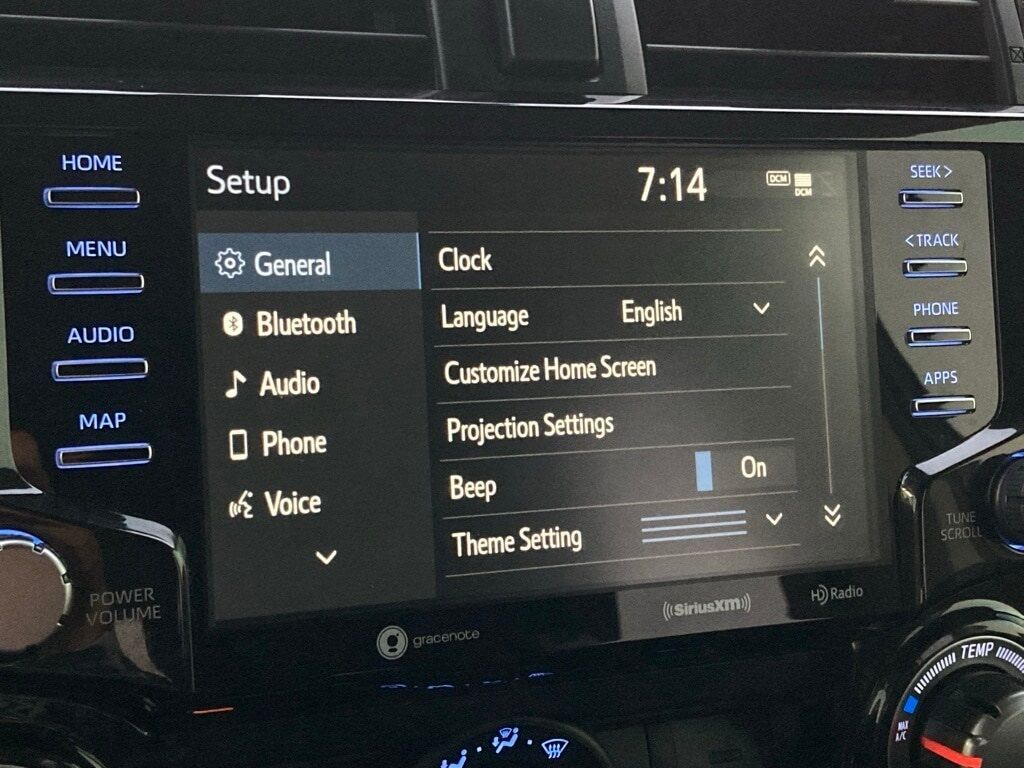 HOME
MENU
AUDIO
MAP
POWER
VOLUME
Setup
7:14
DCM
DCM
General
Bluetooth
Audio
Phone
Voice
Clock
Language English
Customize Home Screen
Projection Settings
Beep On
Theme Setting
gracenote
SiriusXM
HD Radio
SEEK >
< TRACK
PHONE
APPS
TUNE
SCROLL
TEMP
MAX
A/C